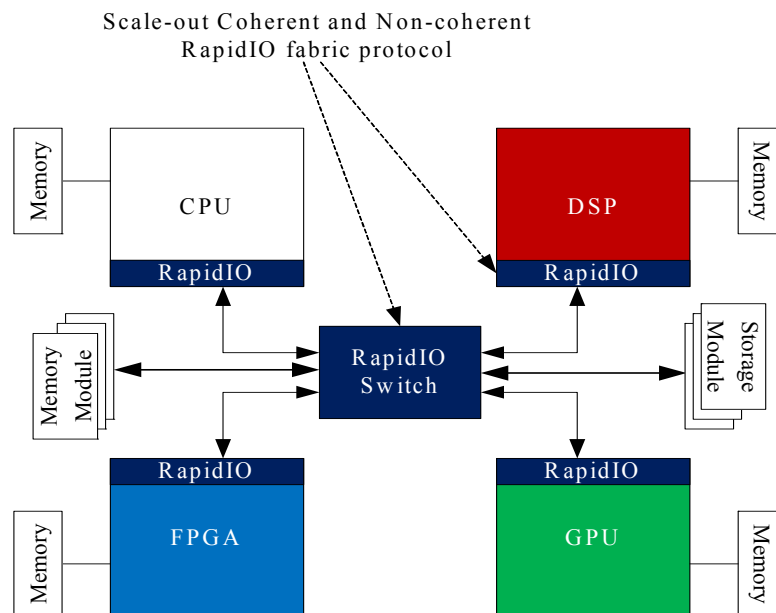 Scale-out Coherent and Non-coherent
RapidIO fabric protocol
Memory
CPU
RapidIO
DSP
RapidIO
Memory
Memory
Module
RapidIO
Switch
Storage
Module
Memory
RapidIO
FPGA
RapidIO
GPU
Memory